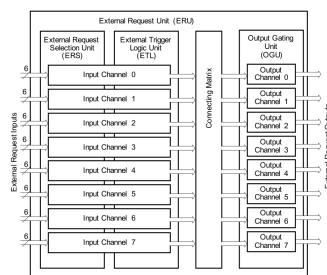 External Request Unit (ERU)
External Request
Selection Unit
(ERS)
External Trigger
Logic Unit
(ETL)
Output Gating
Unit
(OGU)
External Request Inputs
Connecting Matrix
6
Input Channel 0
Output
Channel 0
6
Input Channel 1
Output
Channel 1
6
Input Channel 2
Output
Channel 2
6
Input Channel 3
Output
Channel 3
6
Input Channel 4
Output
Channel 4
6
Input Channel 5
Output
Channel 5
6
Input Channel 6
Output
Channel 6
6
Input Channel 7
Output
Channel 7
External Request